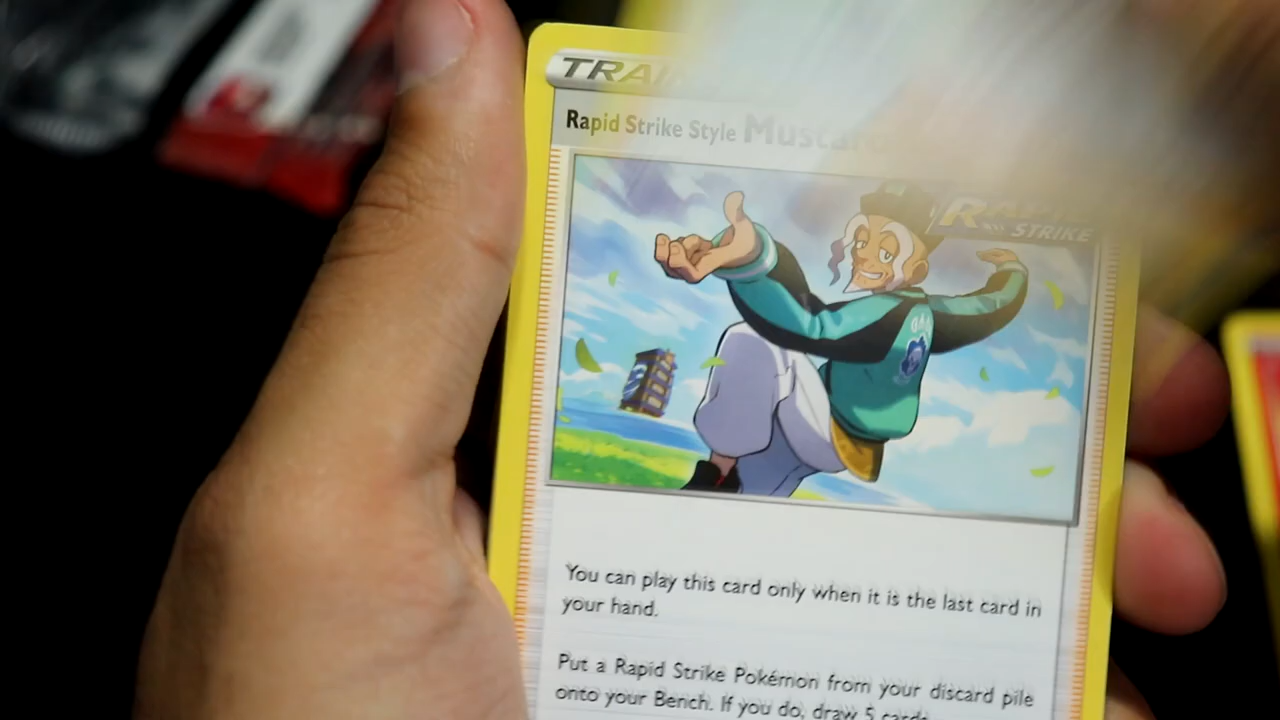 TRAI
Rapid Strike Style Mustard
RAPID
STRIKE
You can play this card only when it is the last card in
your hand.
Put a Rapid Strike Pokémon from your discard pile
onto your Bench. If you do, draw 5 cards.